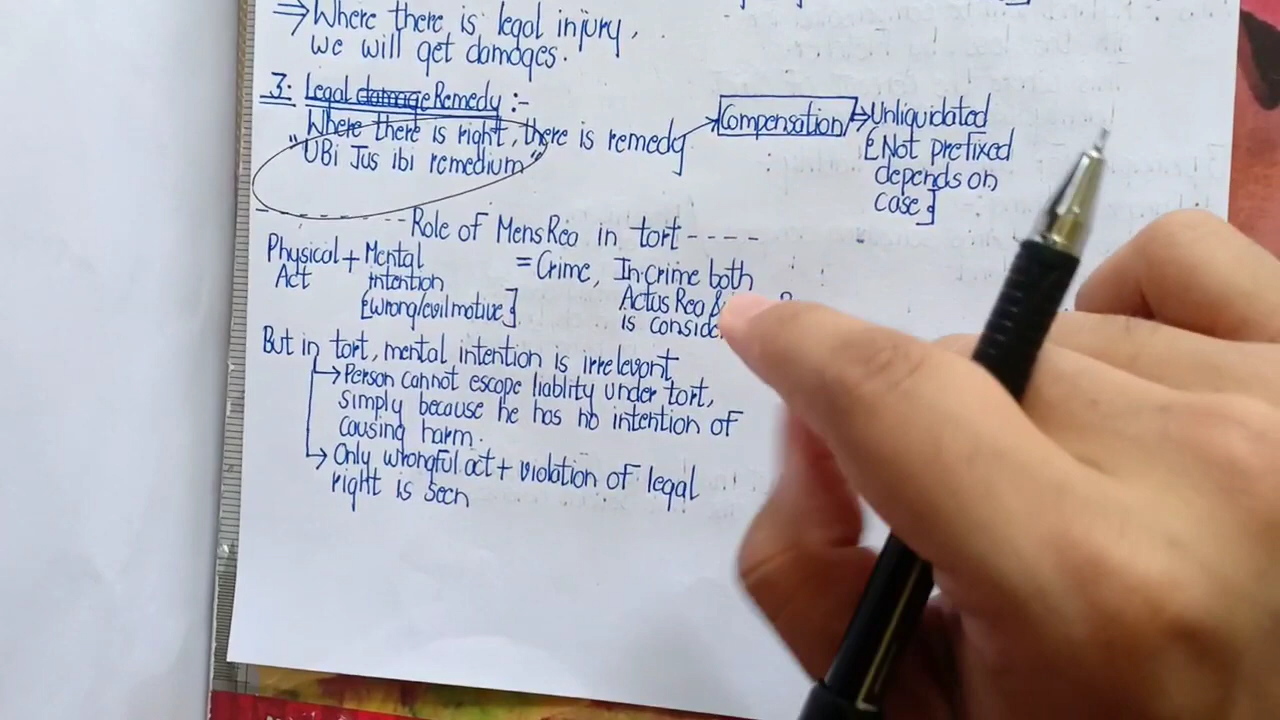 ⇒ Where there is legal injury,
we will get damages.
3: Legal damage Remedy :-
Where there is right, there is remedy → Compensation ⇒ Unliquidated
"UBi Jus ibi remedium"
[Not prefixed
depends on
case]
----Role of Mens Rea in tort----
Physical + Mental = Crime, In crime both
Act intention Actus Rea &
[wrong/evil motive] is
But in tort, mental intention is irrelevant
→ Person cannot escape liablity under tort,
simply because he has no intention of
causing harm.
→ Only wrongful act + violation of legal
right is seen